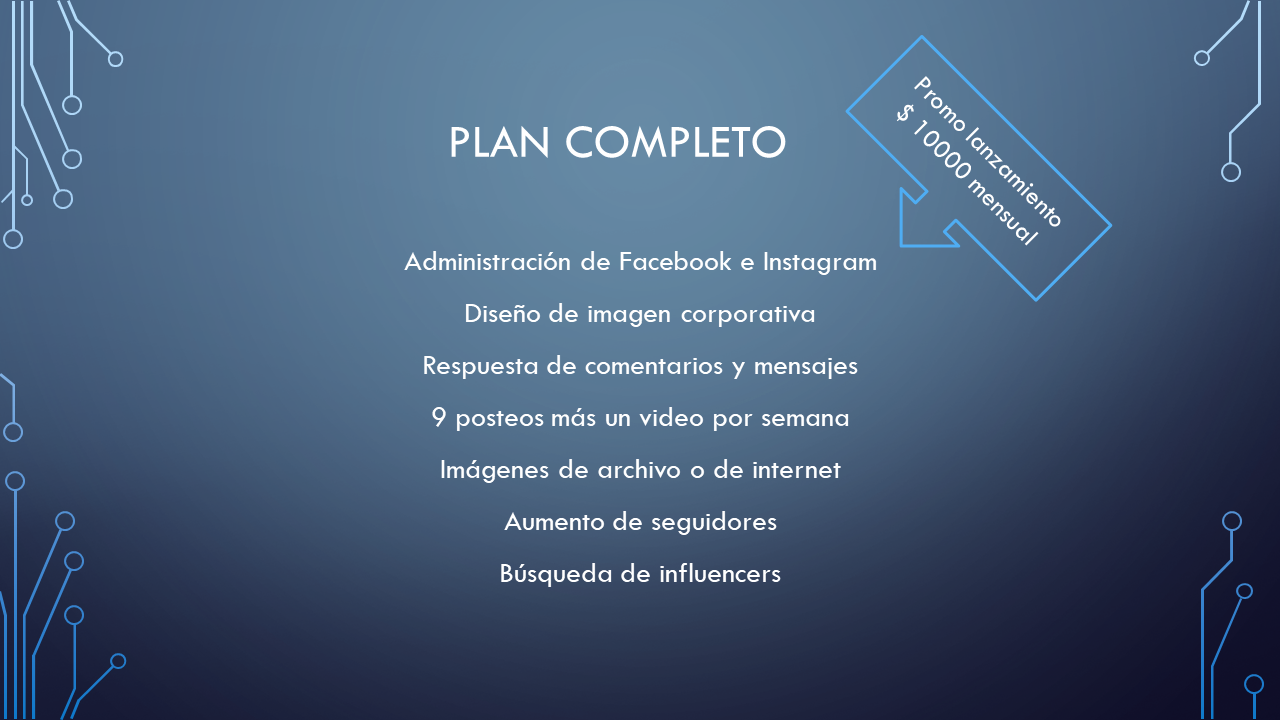 PLAN COMPLETO
Promo lanzamiento
$ 10000 mensual
Administración de Facebook e Instagram
Diseño de imagen corporativa
Respuesta de comentarios y mensajes
9 posteos más un video por semana
Imágenes de archivo o de internet
Aumento de seguidores
Búsqueda de influencers